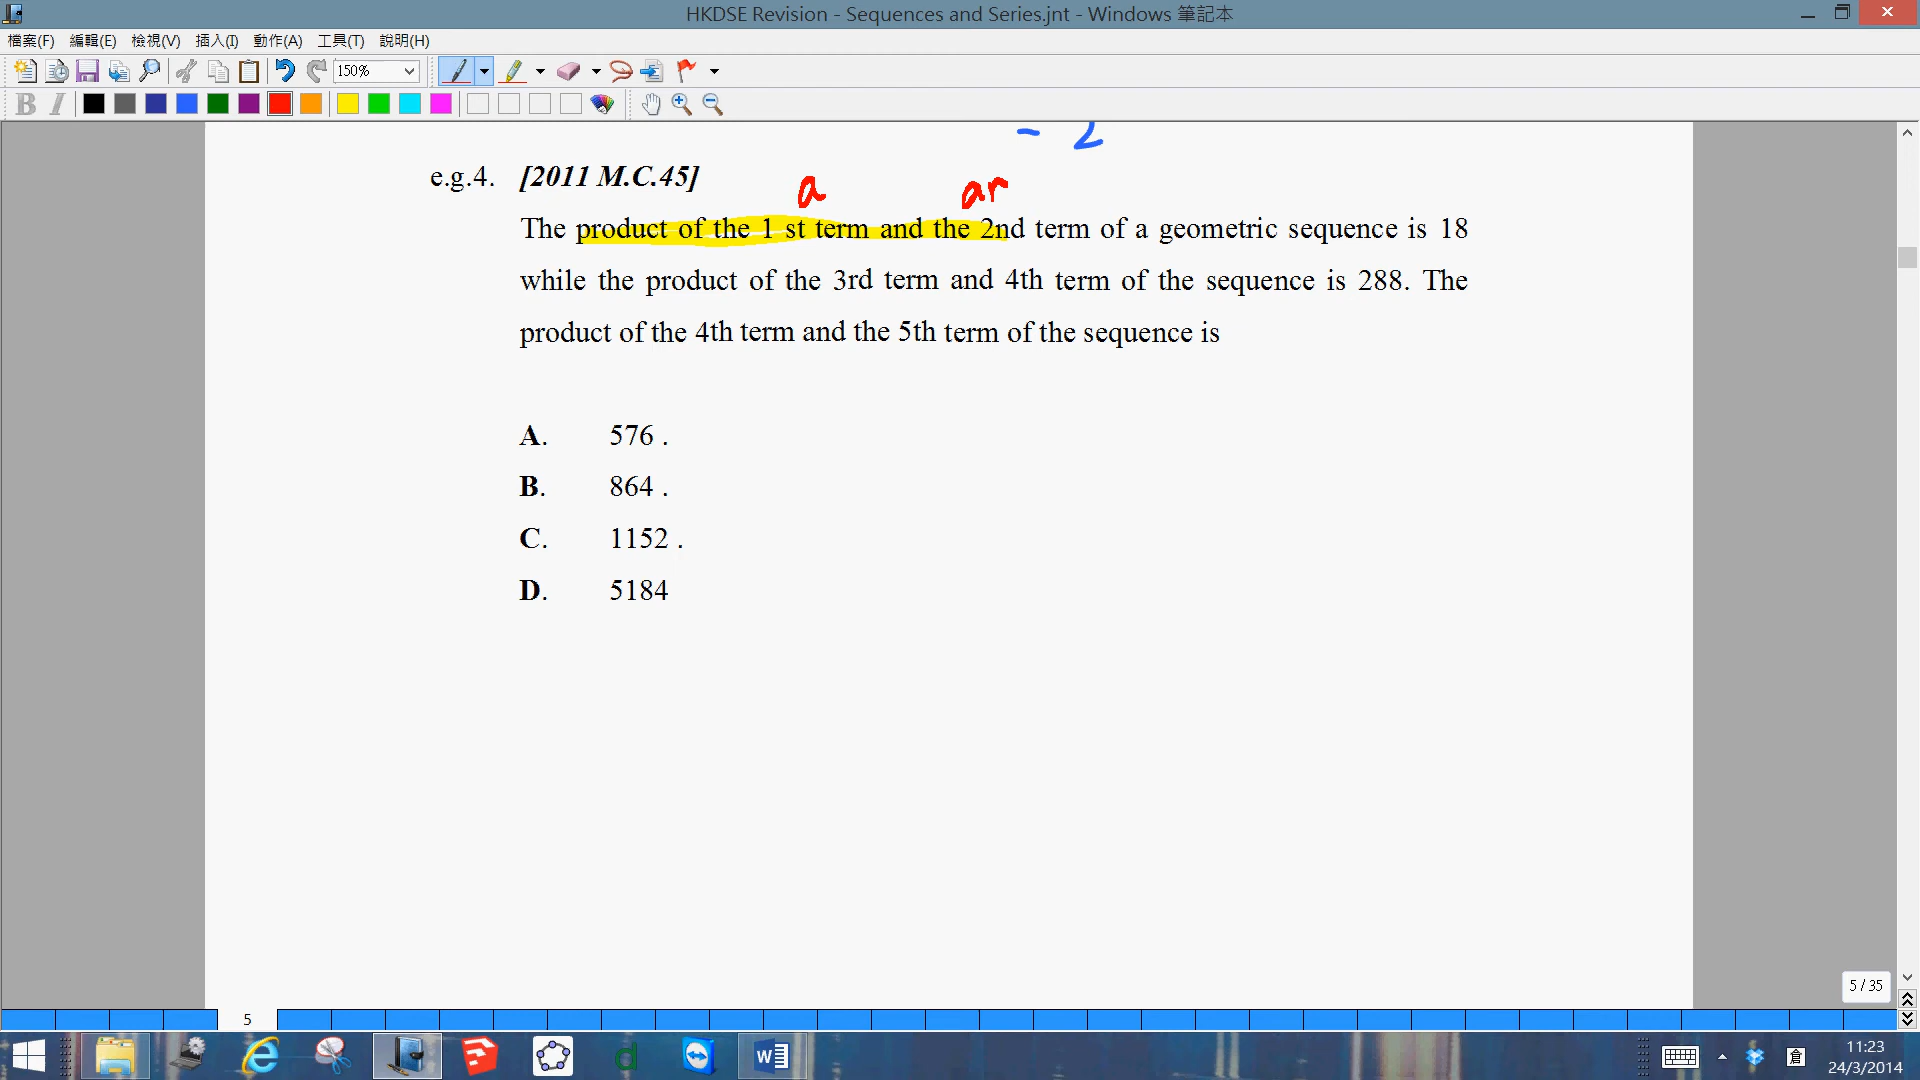 HKDSE Revision - Sequences and Series.jnt - Windows 筆記本
檔案(F) 編輯(E) 檢視(V) 插入(I) 動作(A) 工具(T) 說明(H)
150%
B I
- 2
e.g.4. [2011 M.C.45]
a ar
The product of the 1 st term and the 2nd term of a geometric sequence is 18
while the product of the 3rd term and 4th term of the sequence is 288. The
product of the 4th term and the 5th term of the sequence is
A. 576 .
B. 864 .
C. 1152 .
D. 5184
5 / 35
5
倉
11:23
24/3/2014